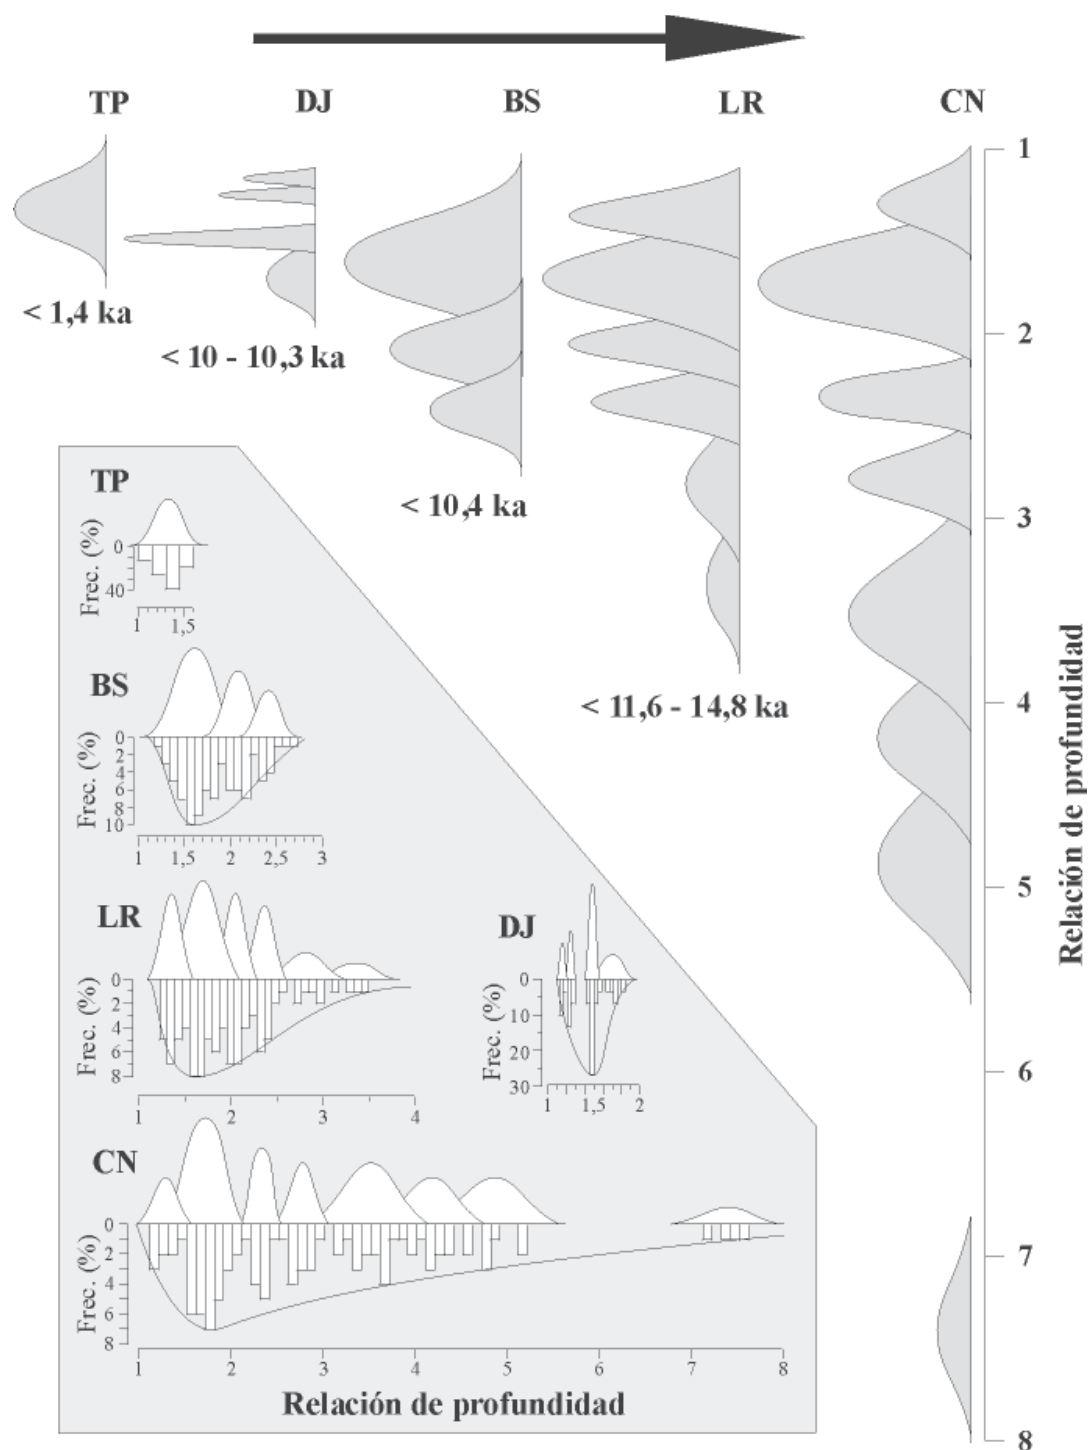 TP DJ BS LR CN
1
< 1,4 ka
2
< 10 - 10,3 ka
< 10,4 ka
3
< 11,6 - 14,8 ka
4
5
6
7
8
Relación de profundidad
TP
Frec. (%)
0
40
1 1,5
BS
Frec. (%)
0
2
4
6
8
10
1 1,5 2 2,5 3
LR
Frec. (%)
0
2
4
6
8
1 2 3 4
DJ
Frec. (%)
0
10
20
30
1 1,5 2
CN
Frec. (%)
0
2
4
6
8
1 2 3 4 5 6 7 8
Relación de profundidad